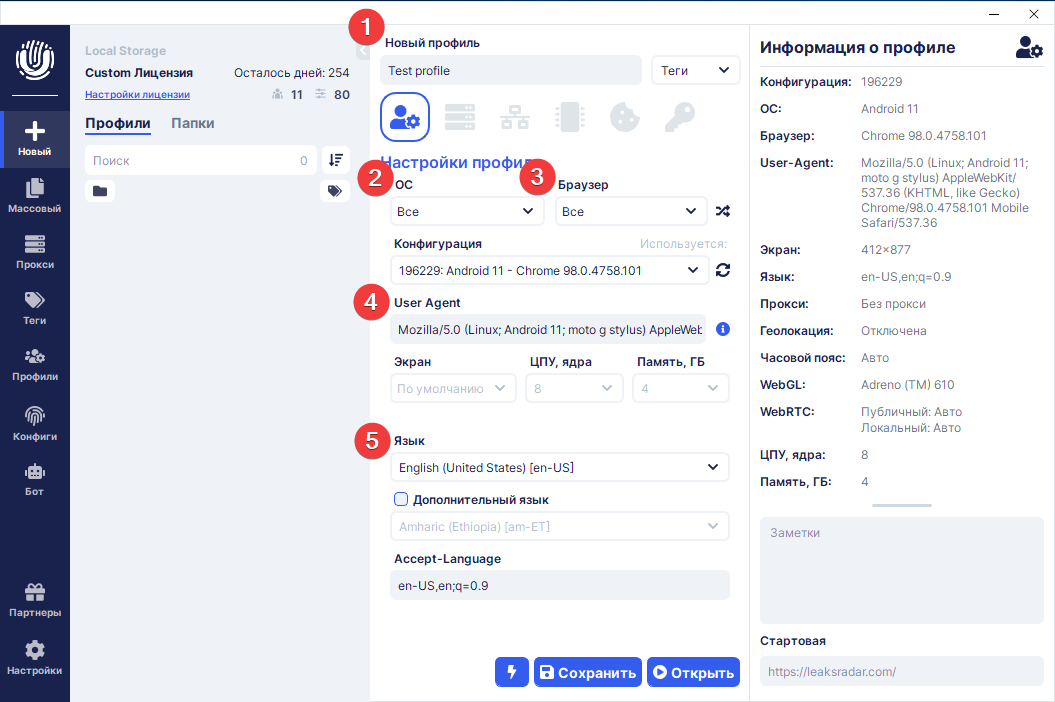 Новый
Массовый
Прокси
Теги
Профили
Конфиги
Бот
Партнеры
Настройки
Local Storage
Custom Лицензия
Осталось дней: 254
Настройки лицензии
11
80
Профили
Папки
Поиск
0
1
Новый профиль
Test profile
Теги
Настройки профил
2
ОС
3
Браузер
Все
Все
Конфигурация
Используется:
196229: Android 11 - Chrome 98.0.4758.101
4
User Agent
Mozilla/5.0 (Linux; Android 11; moto g stylus) AppleWeb
Экран
ЦПУ, ядра
Память, ГБ
По умолчанию
8
4
5
Язык
English (United States) [en-US]
Дополнительный язык
Amharic (Ethiopia) [am-ET]
Accept-Language
en-US,en;q=0.9
Сохранить
Открыть
Информация о профиле
Конфигурация: 196229
ОС: Android 11
Браузер: Chrome 98.0.4758.101
User-Agent: Mozilla/5.0 (Linux; Android 11;
moto g stylus) AppleWebKit/
537.36 (KHTML, like Gecko)
Chrome/98.0.4758.101 Mobile
Safari/537.36
Экран: 412×877
Язык: en-US,en;q=0.9
Прокси: Без прокси
Геолокация: Отключена
Часовой пояс: Авто
WebGL: Adreno (TM) 610
WebRTC: Публичный: Авто
Локальный: Авто
ЦПУ, ядра: 8
Память, ГБ: 4
Заметки
Стартовая
https://leaksradar.com/